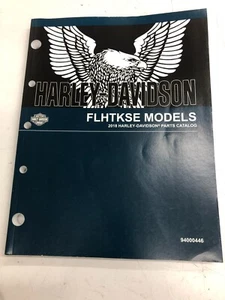 HARLEY-DAVIDSON
FLHTKSE MODELS
2018 HARLEY-DAVIDSON® PARTS CATALOG
94000446